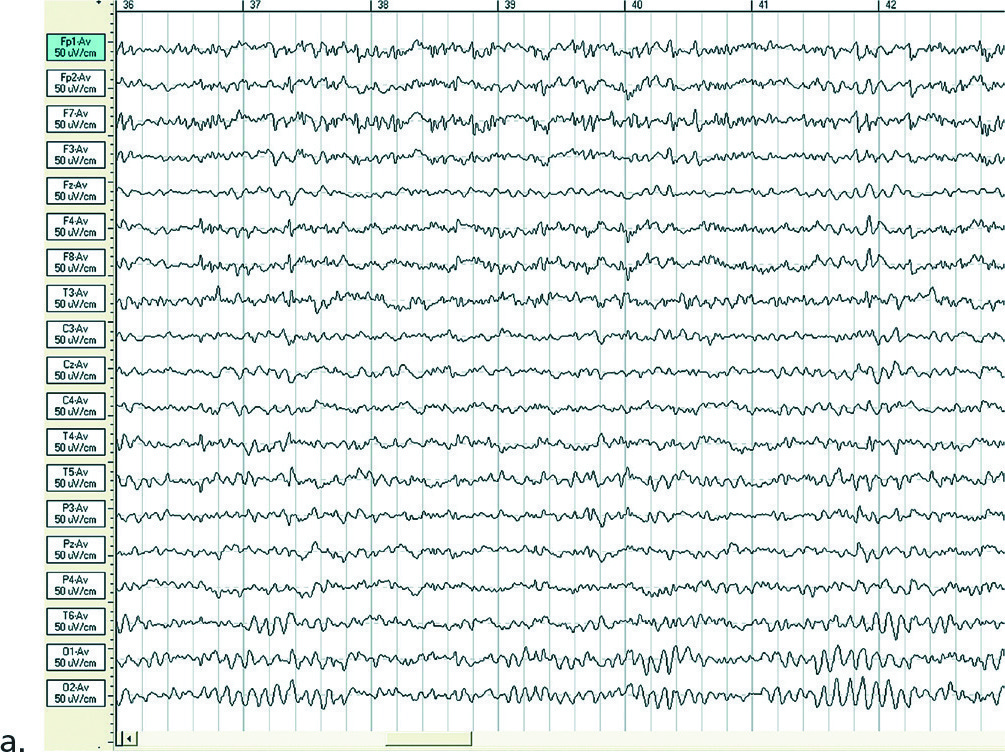 36 37 38 39 40 41 42
Fp1-Av
50 uV/cm
Fp2-Av
50 uV/cm
F7-Av
50 uV/cm
F3-Av
50 uV/cm
Fz-Av
50 uV/cm
F4-Av
50 uV/cm
F8-Av
50 uV/cm
T3-Av
50 uV/cm
C3-Av
50 uV/cm
Cz-Av
50 uV/cm
C4-Av
50 uV/cm
T4-Av
50 uV/cm
T5-Av
50 uV/cm
P3-Av
50 uV/cm
Pz-Av
50 uV/cm
P4-Av
50 uV/cm
T6-Av
50 uV/cm
O1-Av
50 uV/cm
O2-Av
50 uV/cm
a.